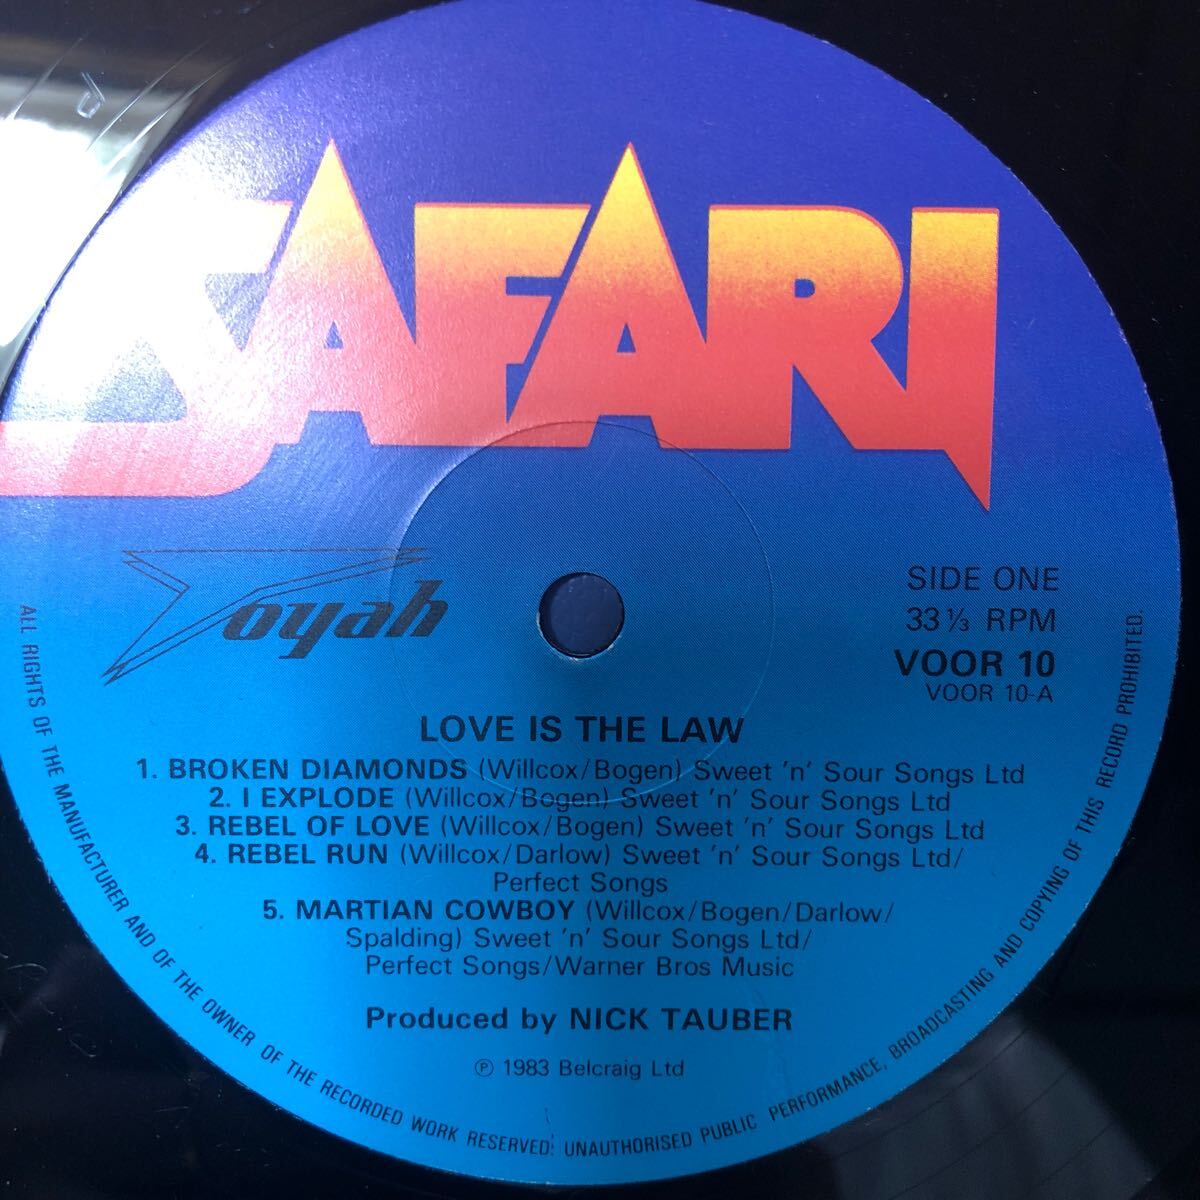 SAFARI
Toyah
SIDE ONE
33 ⅓ RPM
VOOR 10
VOOR 10-A
LOVE IS THE LAW
1. BROKEN DIAMONDS (Willcox/Bogen) Sweet 'n' Sour Songs Ltd
2. I EXPLODE (Willcox/Bogen) Sweet 'n' Sour Songs Ltd
3. REBEL OF LOVE (Willcox/Bogen) Sweet 'n' Sour Songs Ltd
4. REBEL RUN (Willcox/Darlow) Sweet 'n' Sour Songs Ltd/
Perfect Songs
5. MARTIAN COWBOY (Willcox/Bogen/Darlow/
Spalding) Sweet 'n' Sour Songs Ltd/
Perfect Songs/Warner Bros Music
Produced by NICK TAUBER
℗ 1983 Belcraig Ltd
ALL RIGHTS OF THE MANUFACTURER AND OF THE OWNER OF THE RECORDED WORK RESERVED: UNAUTHORISED PUBLIC PERFORMANCE, BROADCASTING AND COPYING OF THIS RECORD PROHIBITED.